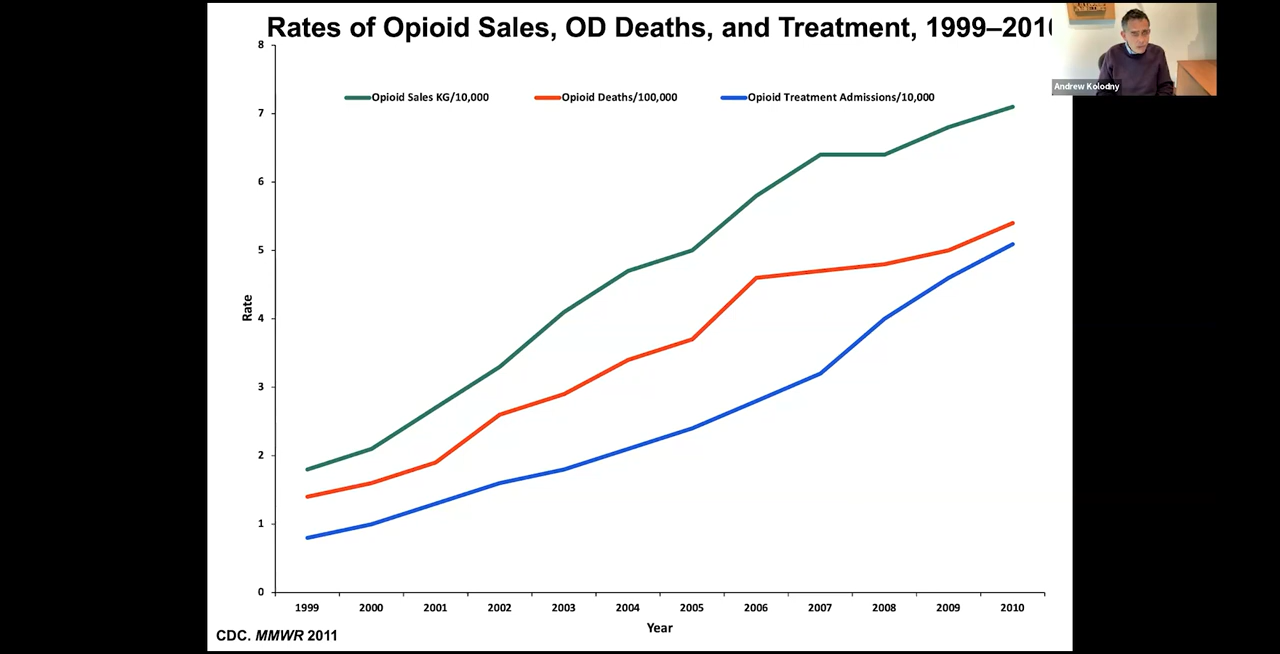 Rates of Opioid Sales, OD Deaths, and Treatment, 1999–201
Andrew Kolodny
Opioid Sales KG/10,000 Opioid Deaths/100,000 Opioid Treatment Admissions/10,000
8
7
6
5
4
3
2
1
0
Rate
1999 2000 2001 2002 2003 2004 2005 2006 2007 2008 2009 2010
Year
CDC. MMWR 2011